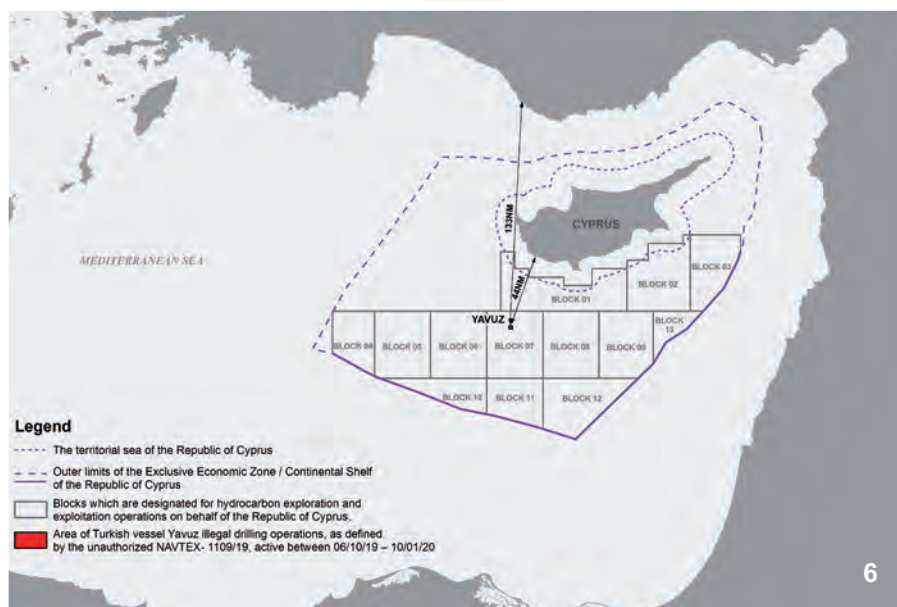 133NM
CYPRUS
MEDITERRANEAN SEA
BLOCK 03
BLOCK 02
44NM
BLOCK 01
YAVUZ
BLOCK 13
BLOCK 04
BLOCK 05
BLOCK 06
BLOCK 07
BLOCK 08
BLOCK 09
BLOCK 10
BLOCK 11
BLOCK 12
Legend
The territorial sea of the Republic of Cyprus
Outer limits of the Exclusive Economic Zone / Continental Shelf
of the Republic of Cyprus
Blocks which are designated for hydrocarbon exploration and
exploitation operations on behalf of the Republic of Cyprus.
Area of Turkish vessel Yavuz illegal drilling operations, as defined
by the unauthorized NAVTEX- 1109/19, active between 06/10/19 – 10/01/20
6